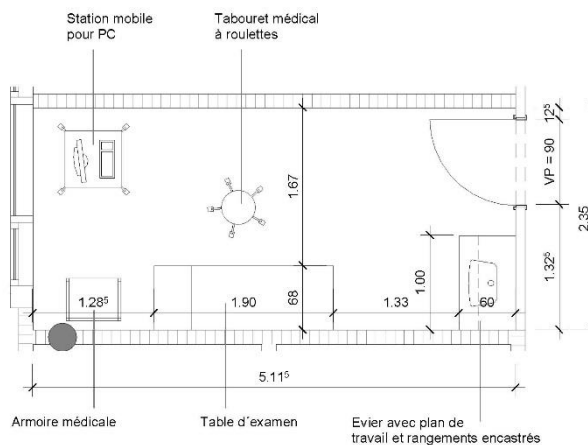 Station mobile
pour PC
Tabouret médical
à roulettes
12⁵
VP = 90
1.67
2.35
1.32⁵
1.00
1.28⁵
1.90
68
1.33
60
5.11⁵
Armoire médicale
Table d´examen
Evier avec plan de
travail et rangements encastrés